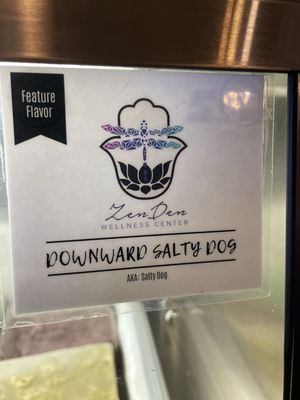 Feature
Flavor
ZenDen
WELLNESS CENTER
DOWNWARD SALTY DOG
AKA: Salty Dog